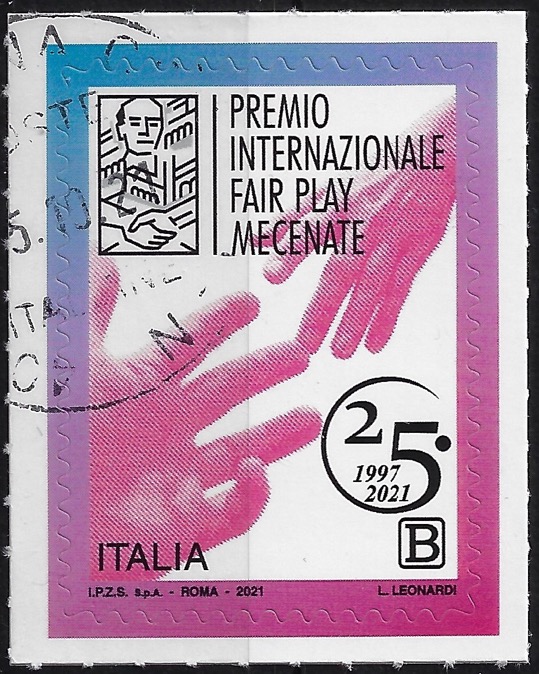 PREMIO
INTERNAZIONALE
FAIR PLAY
MECENATE
25°
1997
2021
B
ITALIA
I.P.Z.S. S.p.A. - ROMA - 2021
L. LEONARDI